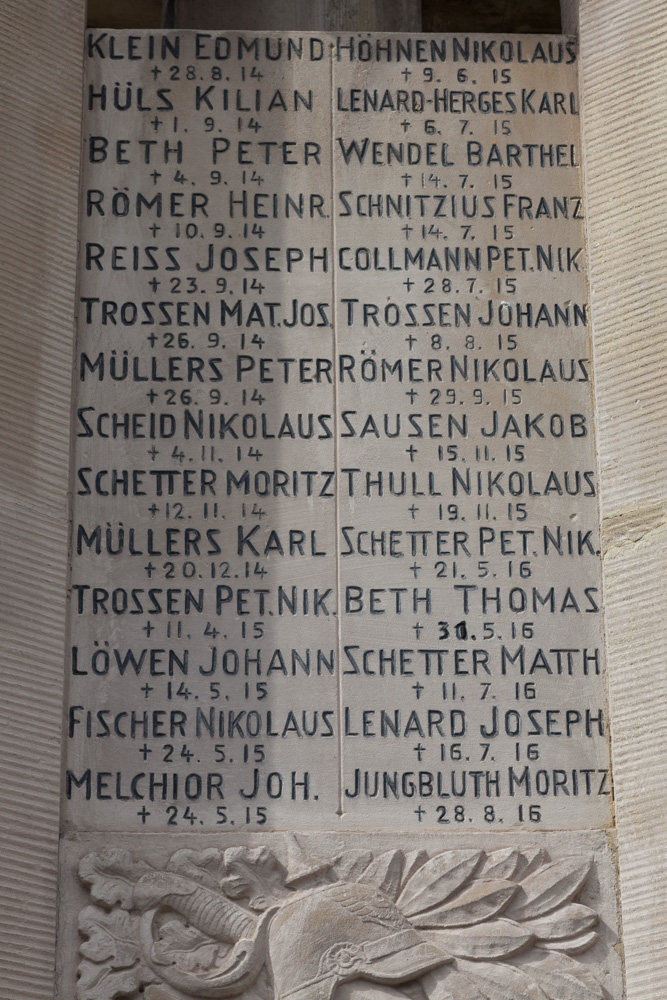 KLEIN EDMUND
†28.8.14
HÜLS KILIAN
†1.9.14
BETH PETER
†4.9.14
RÖMER HEINR.
†10.9.14
REISS JOSEPH
†23.9.14
TROSSEN MAT.JOS.
†26.9.14
MÜLLERS PETER
†26.9.14
SCHEID NIKOLAUS
†4.11.14
SCHETTER MORITZ
†12.11.14
MÜLLERS KARL
†20.12.14
TROSSEN PET.NIK.
†11.4.15
LÖWEN JOHANN
†14.5.15
FISCHER NIKOLAUS
†24.5.15
MELCHIOR JOH.
†24.5.15
HÖHNEN NIKOLAUS
†9.6.15
LENARD-HERGES KARL
†6.7.15
WENDEL BARTHEL
†14.7.15
SCHNITZIUS FRANZ
†14.7.15
COLLMANN PET.NIK.
†28.7.15
TROSSEN JOHANN
†8.8.15
RÖMER NIKOLAUS
†29.9.15
SAUSEN JAKOB
†15.11.15
THULL NIKOLAUS
†19.11.15
SCHETTER PET.NIK.
†21.5.16
BETH THOMAS
†31.5.16
SCHETTER MATTH
†11.7.16
LENARD JOSEPH
†16.7.16
JUNGBLUTH MORITZ
†28.8.16